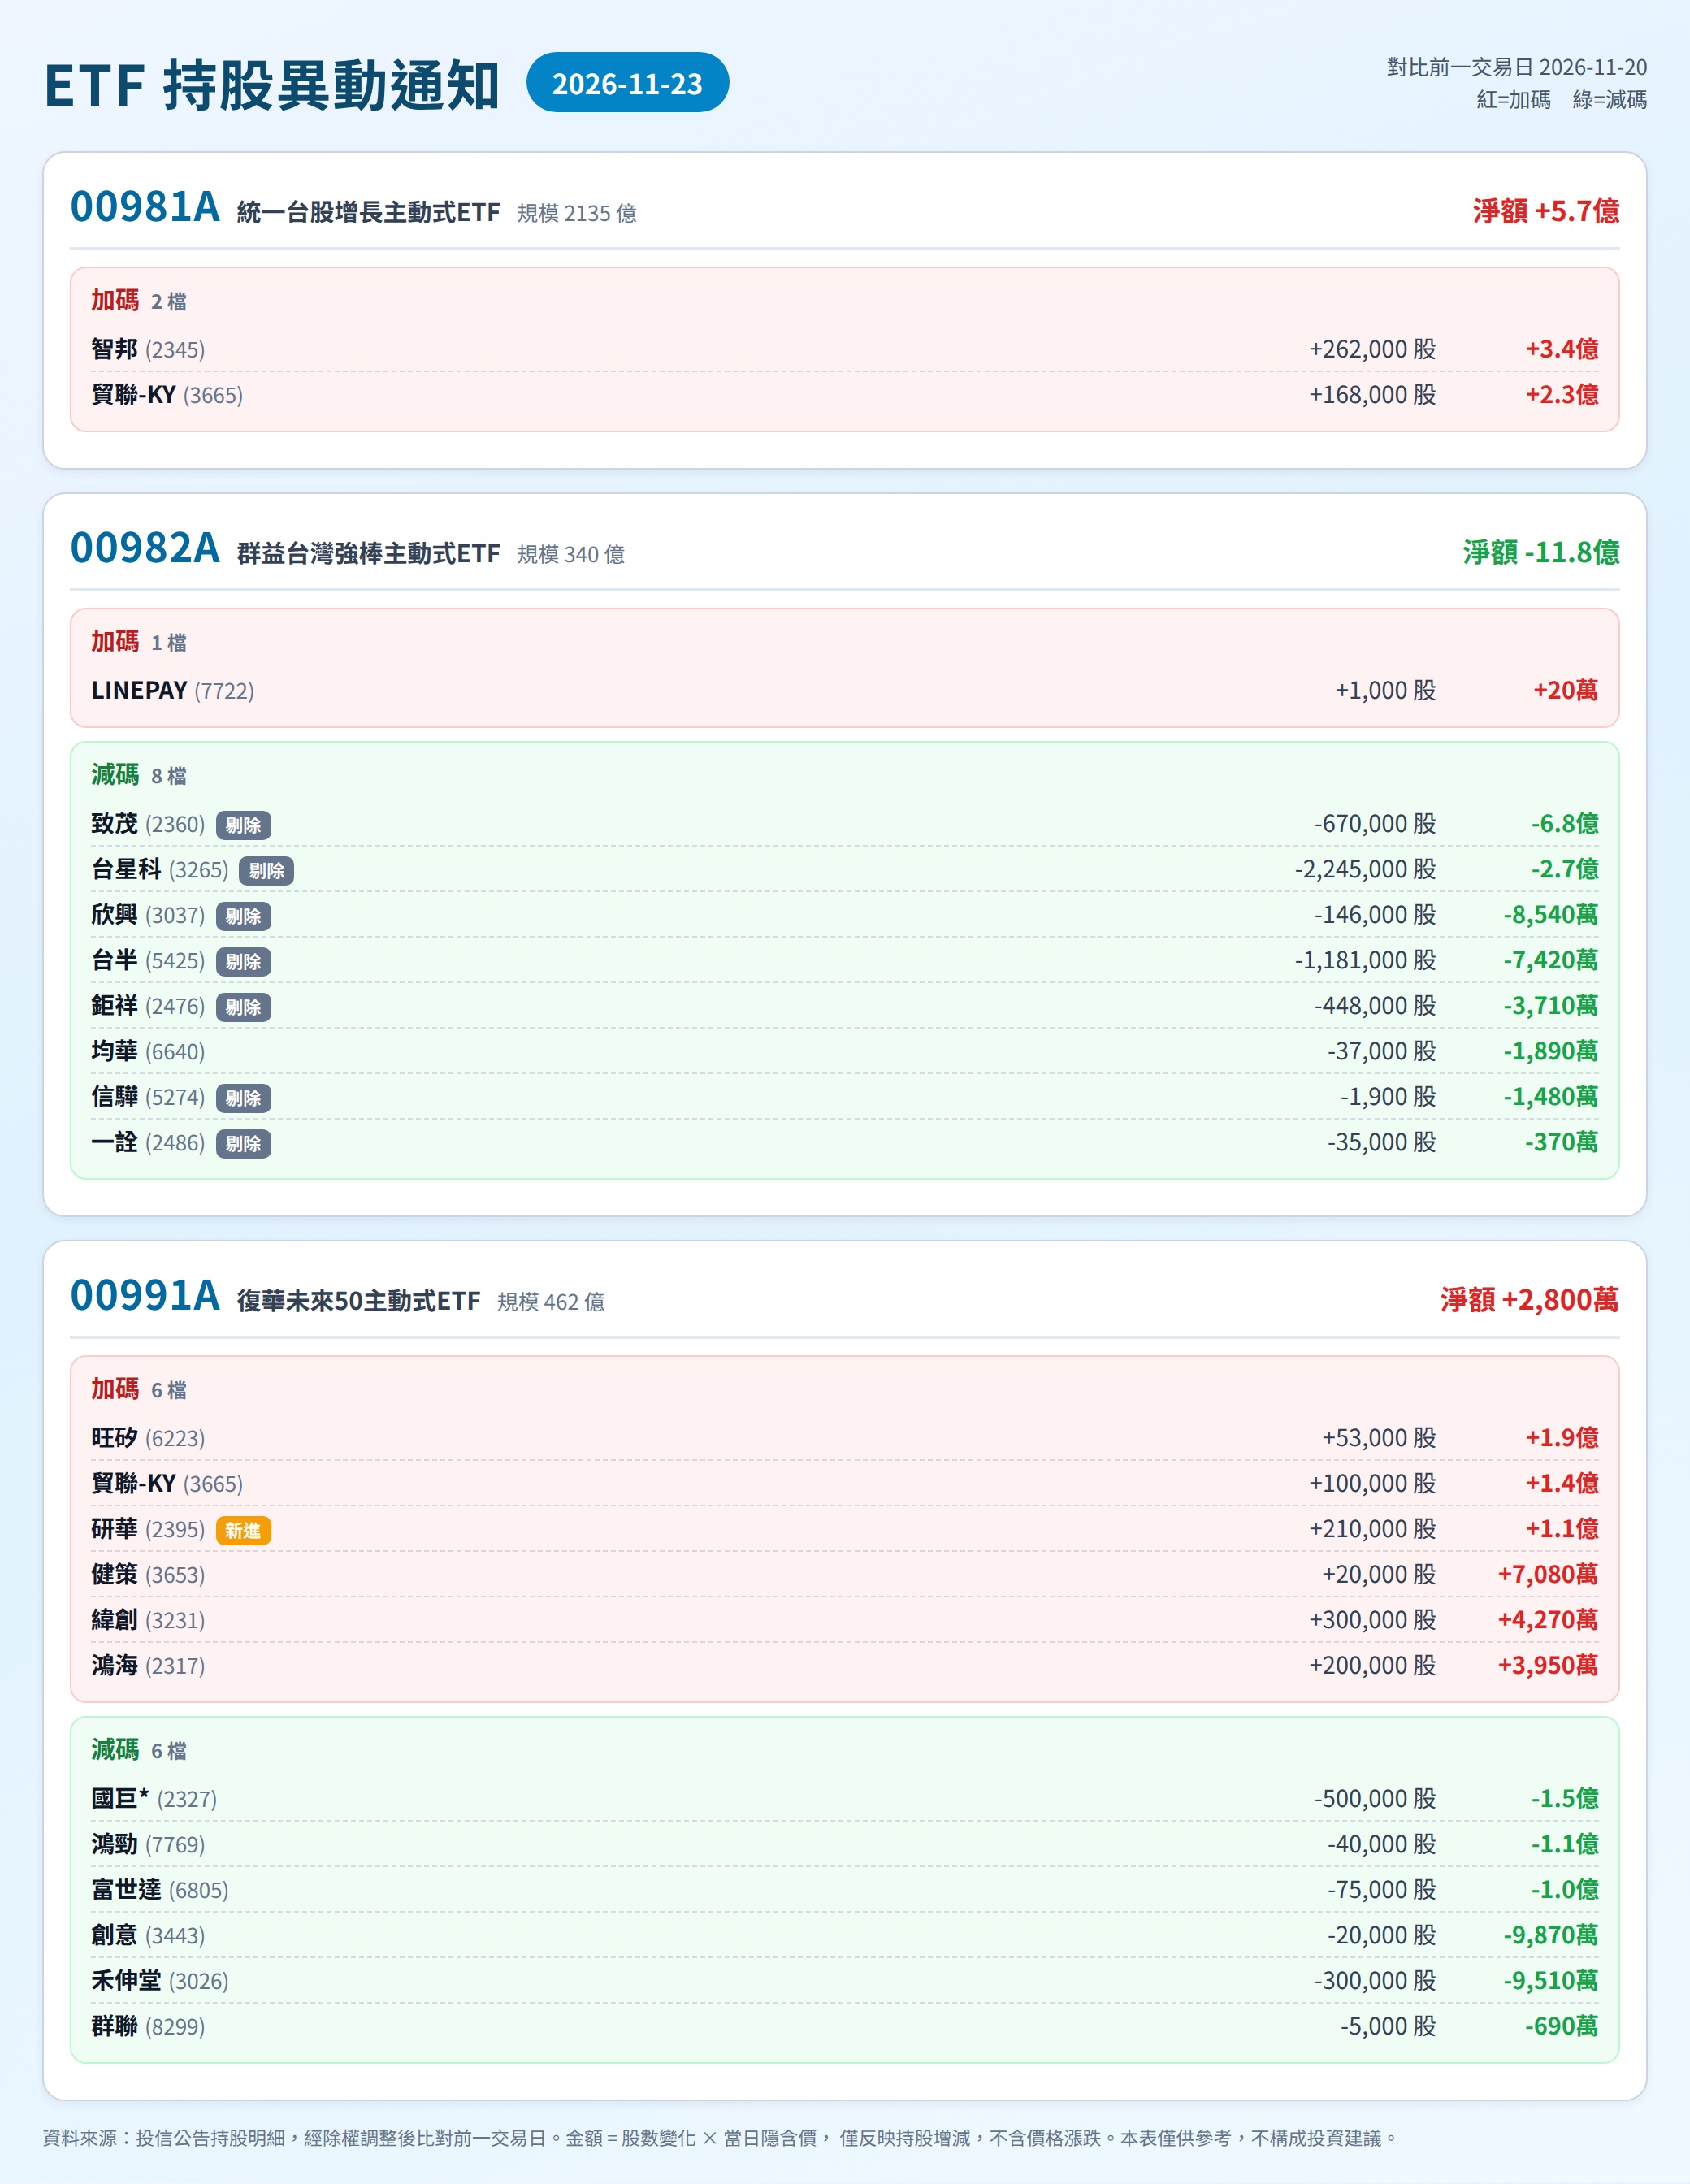 ETF 持股異動通知 2026-11-23
對比前一交易日 2026-11-20
紅=加碼 綠=減碼
00981A 統一台股增長主動式ETF 規模 2135 億 淨額 +5.7億
加碼 2 檔
智邦 (2345) +262,000 股 +3.4億
貿聯-KY (3665) +168,000 股 +2.3億
00982A 群益台灣強棒主動式ETF 規模 340 億 淨額 -11.8億
加碼 1 檔
LINEPAY (7722) +1,000 股 +20萬
減碼 8 檔
致茂 (2360) 剔除 -670,000 股 -6.8億
台星科 (3265) 剔除 -2,245,000 股 -2.7億
欣興 (3037) 剔除 -146,000 股 -8,540萬
台半 (5425) 剔除 -1,181,000 股 -7,420萬
鉅祥 (2476) 剔除 -448,000 股 -3,710萬
均華 (6640) -37,000 股 -1,890萬
信驊 (5274) 剔除 -1,900 股 -1,480萬
一詮 (2486) 剔除 -35,000 股 -370萬
00991A 復華未來50主動式ETF 規模 462 億 淨額 +2,800萬
加碼 6 檔
旺矽 (6223) +53,000 股 +1.9億
貿聯-KY (3665) +100,000 股 +1.4億
研華 (2395) 新進 +210,000 股 +1.1億
健策 (3653) +20,000 股 +7,080萬
緯創 (3231) +300,000 股 +4,270萬
鴻海 (2317) +200,000 股 +3,950萬
減碼 6 檔
國巨* (2327) -500,000 股 -1.5億
鴻勁 (7769) -40,000 股 -1.1億
富世達 (6805) -75,000 股 -1.0億
創意 (3443) -20,000 股 -9,870萬
禾伸堂 (3026) -300,000 股 -9,510萬
群聯 (8299) -5,000 股 -690萬
資料來源：投信公告持股明細，經除權調整後比對前一交易日。金額 = 股數變化 × 當日隱含價， 僅反映持股增減，不含價格漲跌。本表僅供參考，不構成投資建議。